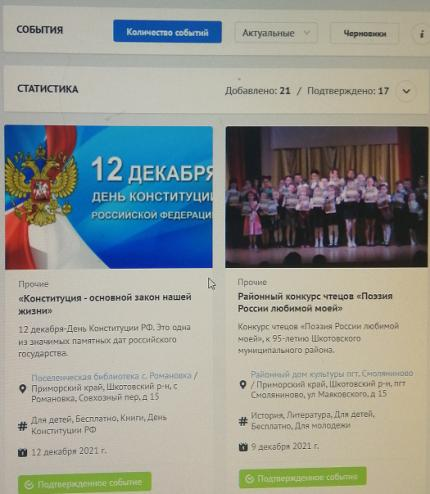 СОБЫТИЯ
Количество событий
Актуальные
Черновики
i
СТАТИСТИКА
Добавлено: 21 / Подтверждено: 17
12 ДЕКАБРЯ
ДЕНЬ КОНСТИТУЦИИ
РОССИЙСКОЙ ФЕДЕРАЦИИ
Прочие
«Конституция - основной закон нашей
жизни»
12 декабря-День Конституции РФ. Это одна
из значимых памятных дат российского
государства.
Поселенческая библиотека с. Романовка /
Приморский край, Шкотовский р-н, с
Романовка, Совхозный пер, д 15
Для детей, Бесплатно, Книги, День
Конституции РФ
12 декабря 2021 г.
Подтвержденное событие
Прочие
Районный конкурс чтецов «Поэзия
России любимой моей»
Конкурс чтецов «Поэзия России любимой
моей», к 95-летию Шкотовского
муниципального района.
Районный дом культуры пгт. Смоляниново
/ Приморский край, Шкотовский р-н, пгт
Смоляниново, ул Маяковского, д 15
История, Литература, Для детей,
Бесплатно, Для молодежи
9 декабря 2021 г.
Подтвержденное событие